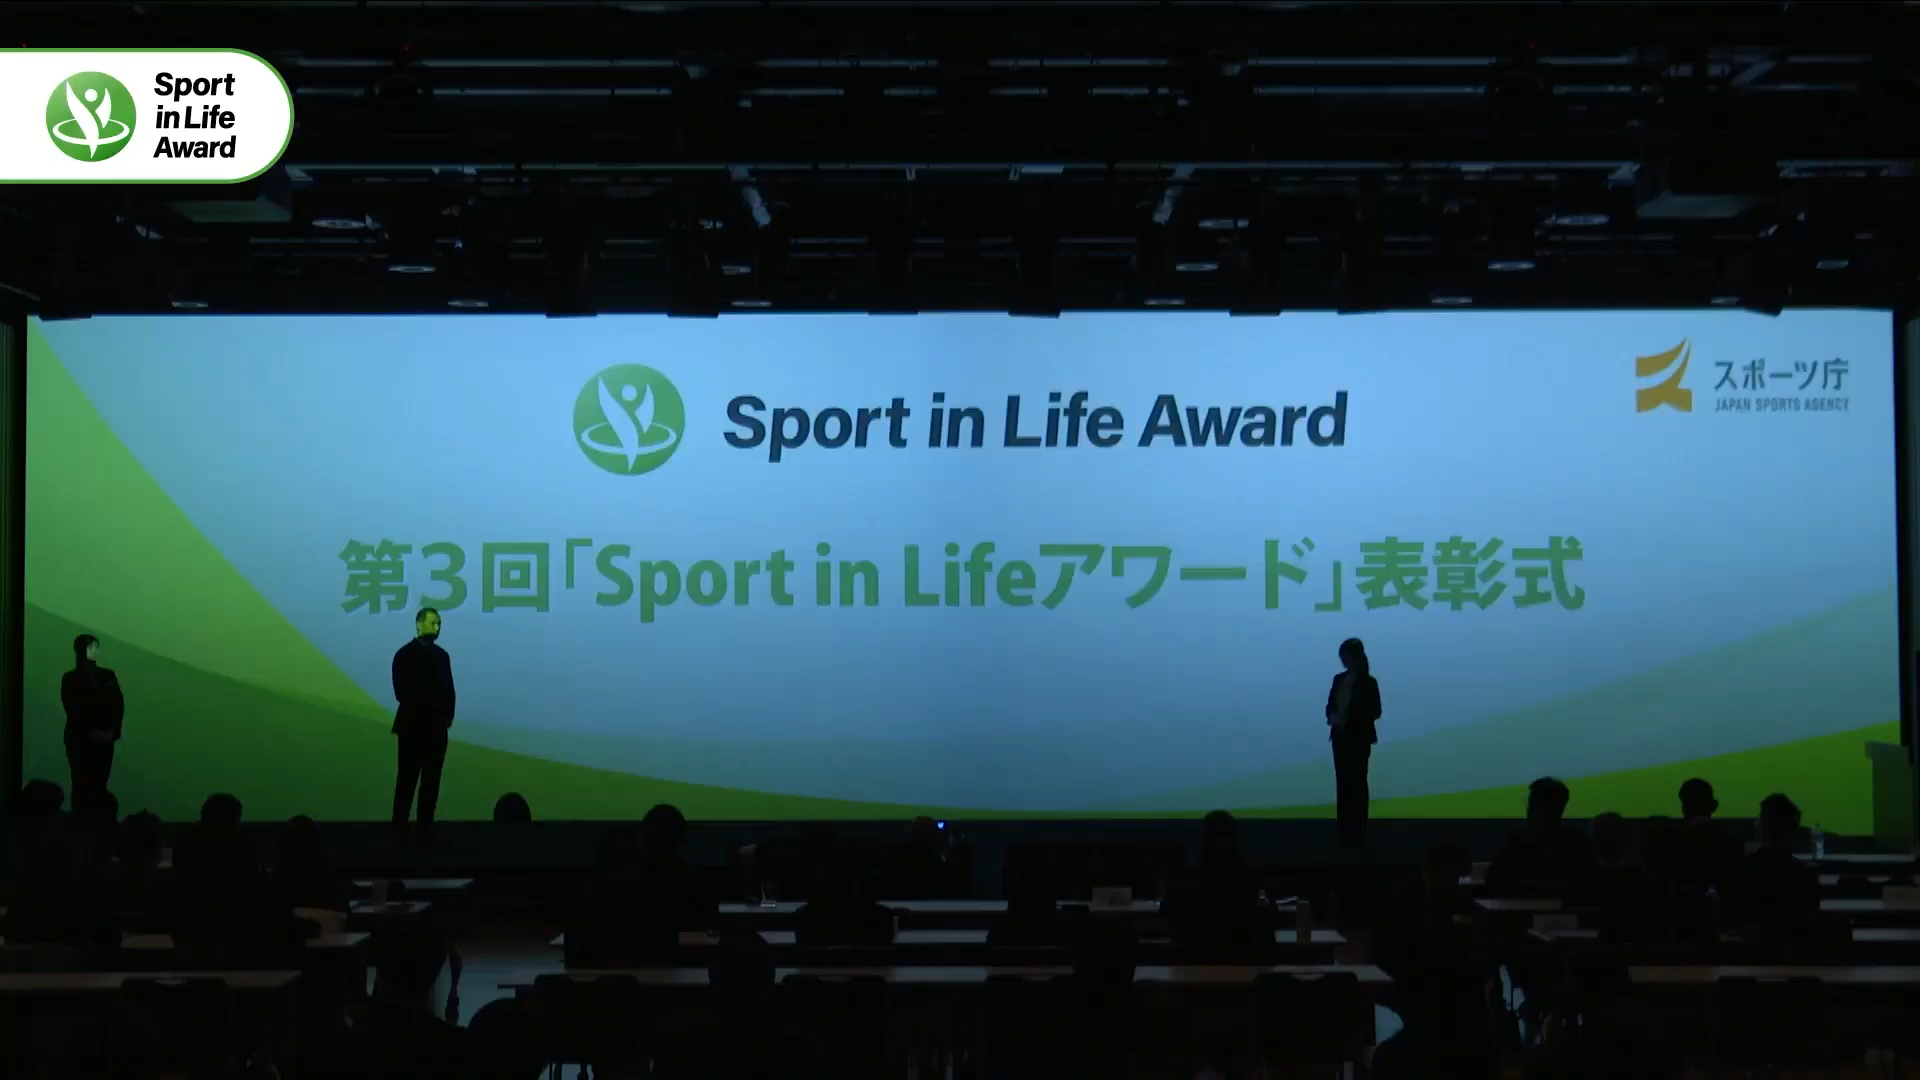 Sport
in Life
Award
スポーツ庁
JAPAN SPORTS AGENCY
Sport in Life Award
第3回「Sport in Lifeアワード」表彰式